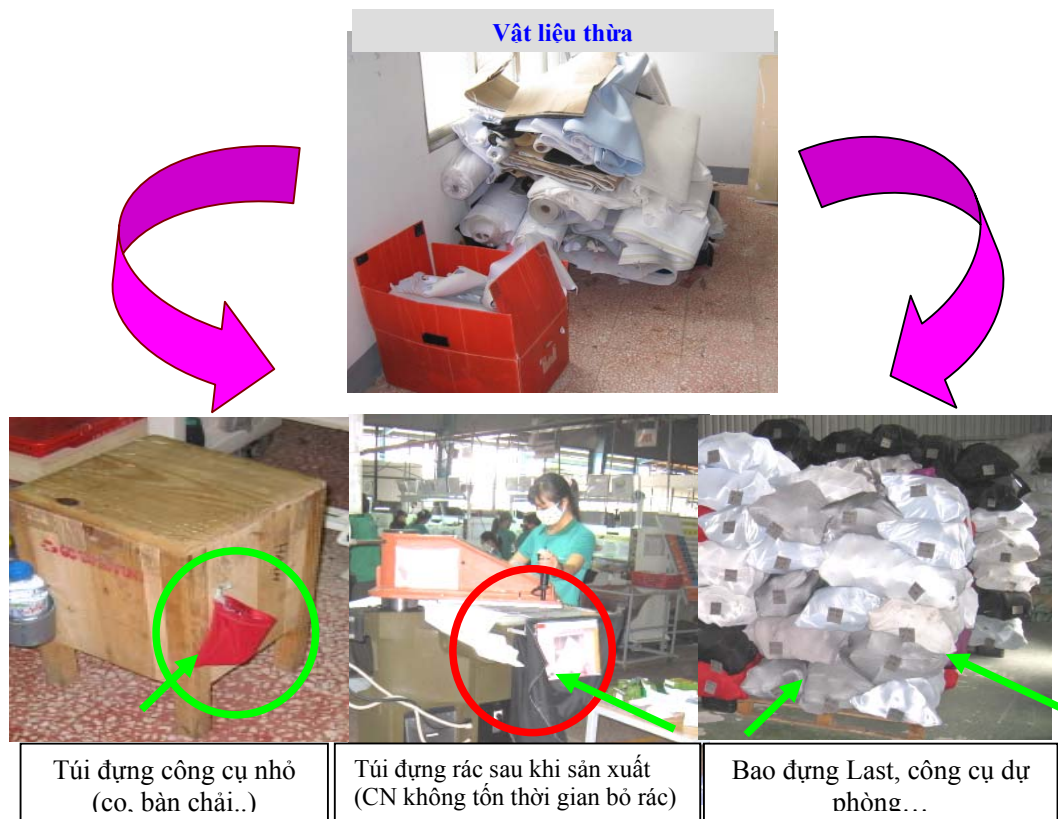 Vật liệu thừa
Túi đựng công cụ nhỏ
(co, bàn chải..)
Túi đựng rác sau khi sản xuất
(CN không tốn thời gian bỏ rác)
Bao đựng Last, công cụ dự
phòng…